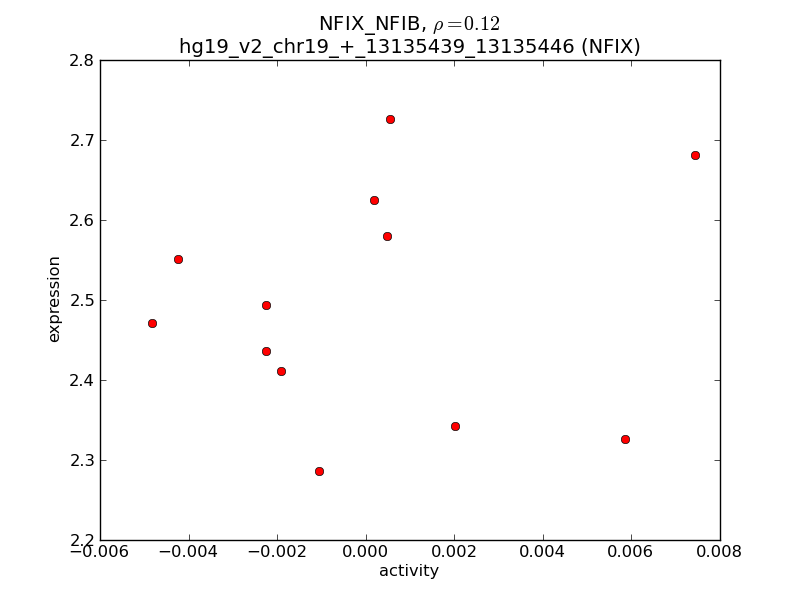 NFIX_NFIB, ρ=0.12
hg19_v2_chr19_+_13135439_13135446 (NFIX)
2.8
2.7
2.6
2.5
2.4
2.3
2.2
expression
−0.006 −0.004 −0.002 0.000 0.002 0.004 0.006 0.008
activity